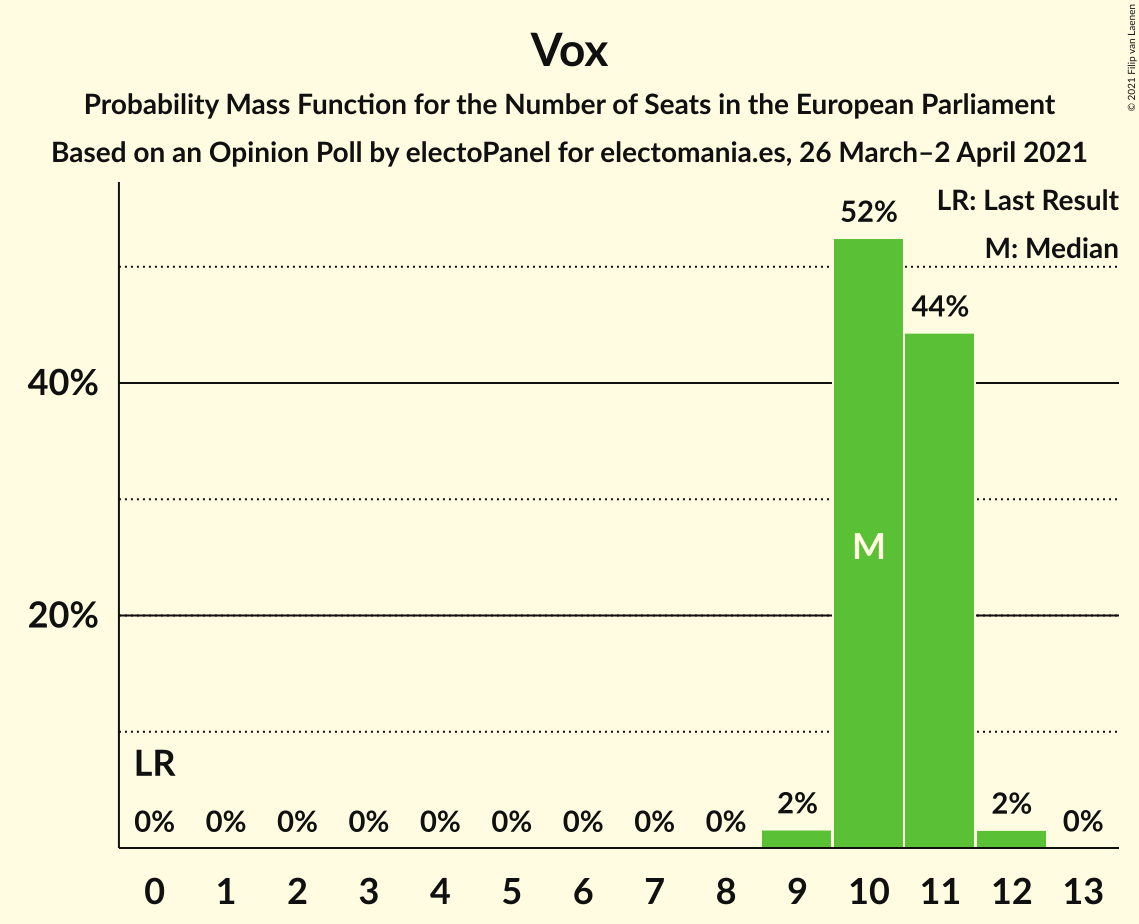 Vox
Probability Mass Function for the Number of Seats in the European Parliament
Based on an Opinion Poll by electoPanel for electomania.es, 26 March–2 April 2021
© 2021 Filip van Laenen
LR: Last Result
M: Median
52%
44%
40%
M
20%
LR
0% 0% 0% 0% 0% 0% 0% 0% 0% 2% 2% 0%
0 1 2 3 4 5 6 7 8 9 10 11 12 13